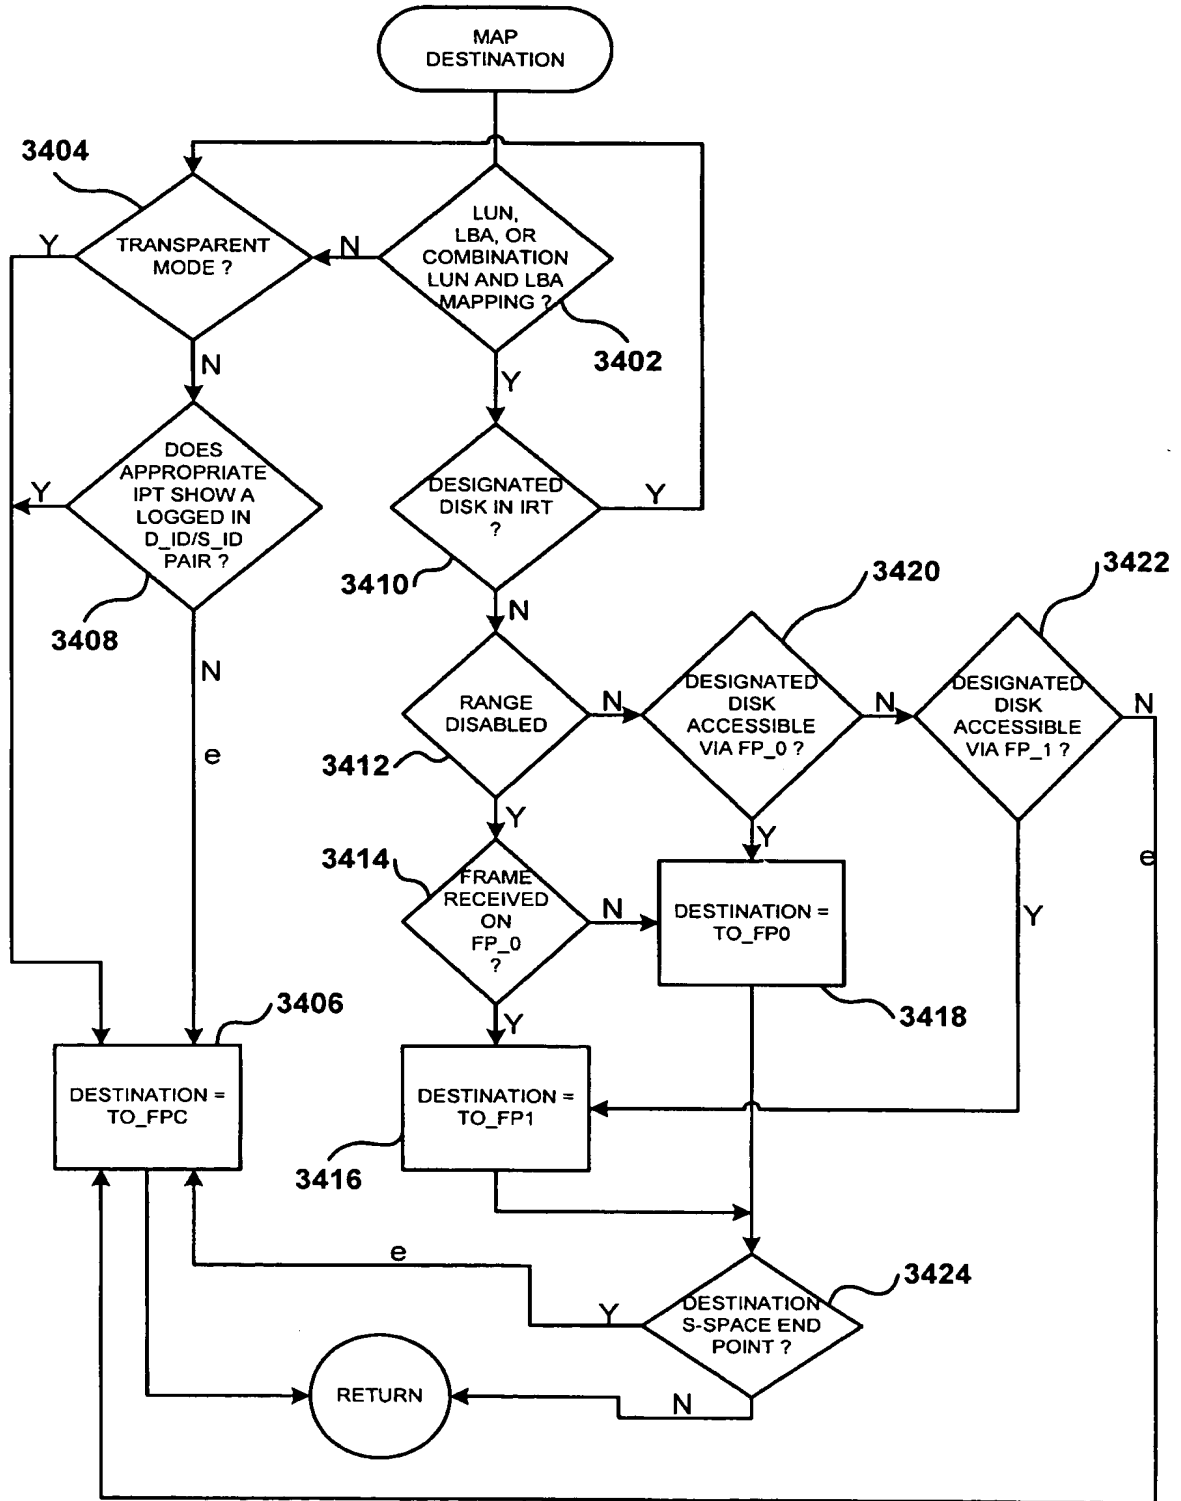 MAP
DESTINATION
3404
TRANSPARENT
MODE ?
Y
N
LUN,
LBA, OR
COMBINATION
LUN AND LBA
MAPPING ?
3402
N
Y
DOES
APPROPRIATE
IPT SHOW A
LOGGED IN
D_ID/S_ID
PAIR ?
Y
3408
N
e
DESIGNATED
DISK IN IRT
?
Y
3410
N
RANGE
DISABLED
N
3412
Y
DESIGNATED
DISK
ACCESSIBLE
VIA FP_0 ?
3420
N
Y
DESIGNATED
DISK
ACCESSIBLE
VIA FP_1 ?
3422
N
e
Y
3414
FRAME
RECEIVED
ON
FP_0
?
N
Y
DESTINATION =
TO_FP0
3418
DESTINATION =
TO_FPC
3406
DESTINATION =
TO_FP1
3416
e
DESTINATION
S-SPACE END
POINT ?
3424
Y
N
RETURN